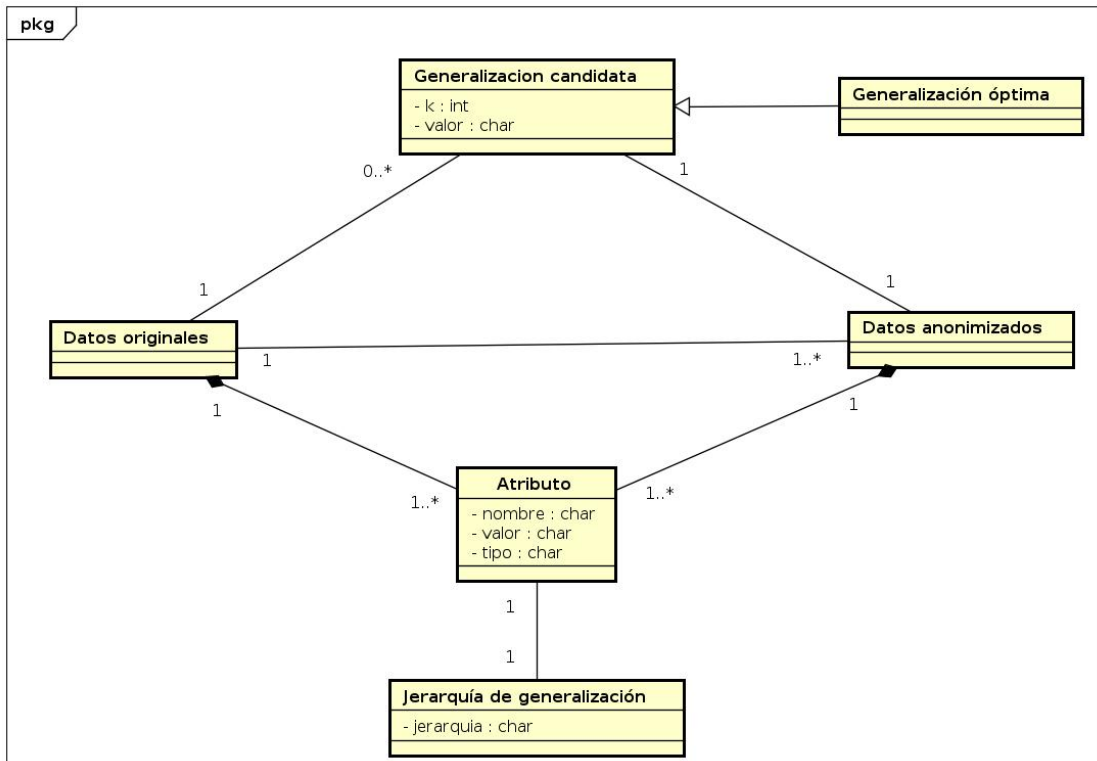 pkg
Generalizacion candidata
- k : int
- valor : char
Generalización óptima
0..*
1
1
1
Datos originales
Datos anonimizados
1
1..*
1
1
1..*
1..*
Atributo
- nombre : char
- valor : char
- tipo : char
1
1
Jerarquía de generalización
- jerarquia : char